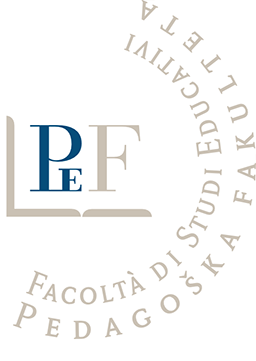 PEF
FACOLTÀ DI STUDI EDUCATIVI
PEDAGOŠKA FAKULTETA